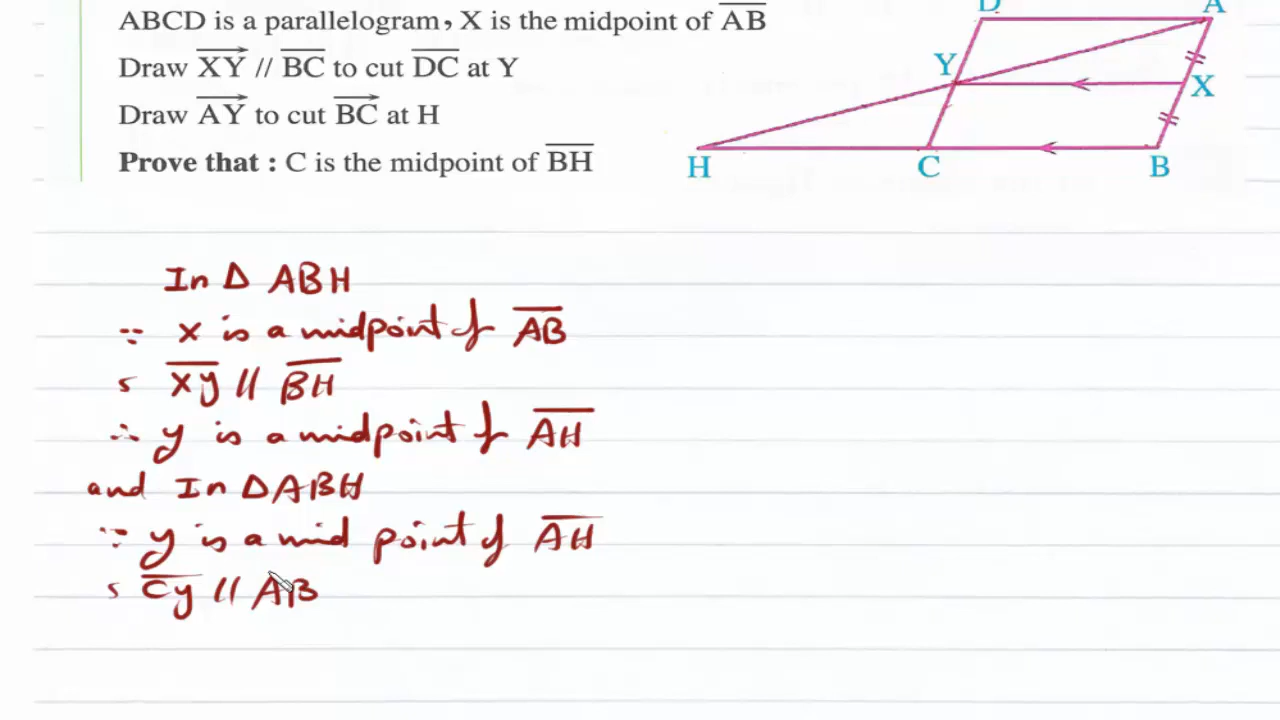 ABCD is a parallelogram, X is the midpoint of AB
Draw XY // BC to cut DC at Y
Draw AY to cut BC at H
Prove that : C is the midpoint of BH
D
A
Y
X
H
C
B
In Δ ABH
∵ X is a midpoint of AB
, XY // BH
∴ y is a midpoint of AH
and In Δ ABH
∵ y is a mid point of AH
, Cy // AB